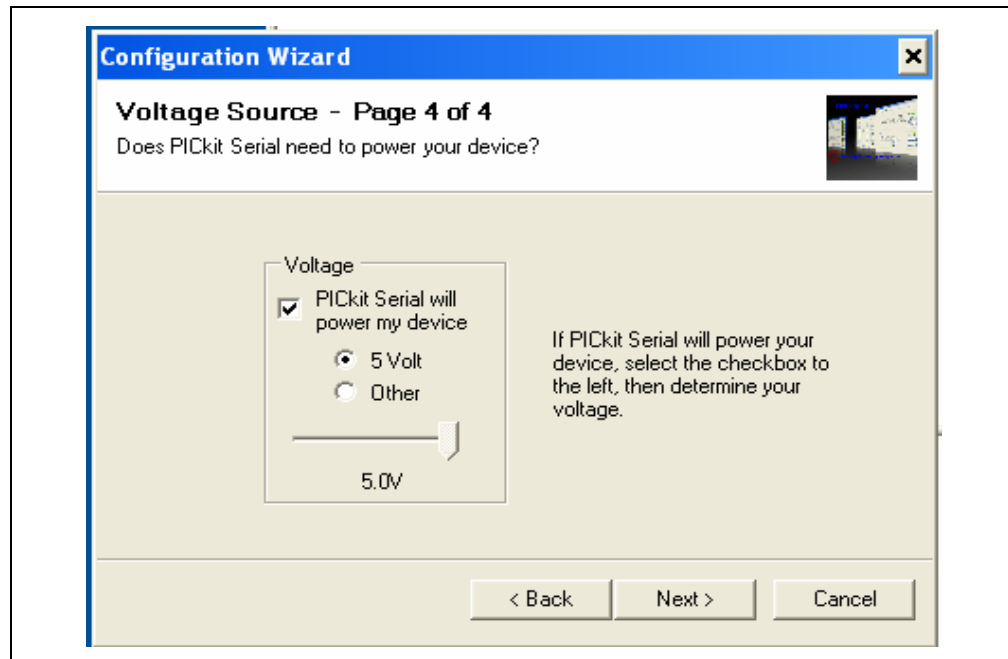 Configuration Wizard
Voltage Source - Page 4 of 4
Does PICkit Serial need to power your device?
Voltage
PICkit Serial will
power my device
5 Volt
Other
5.0V
If PICkit Serial will power your
device, select the checkbox to
the left, then determine your
voltage.
< Back
Next >
Cancel